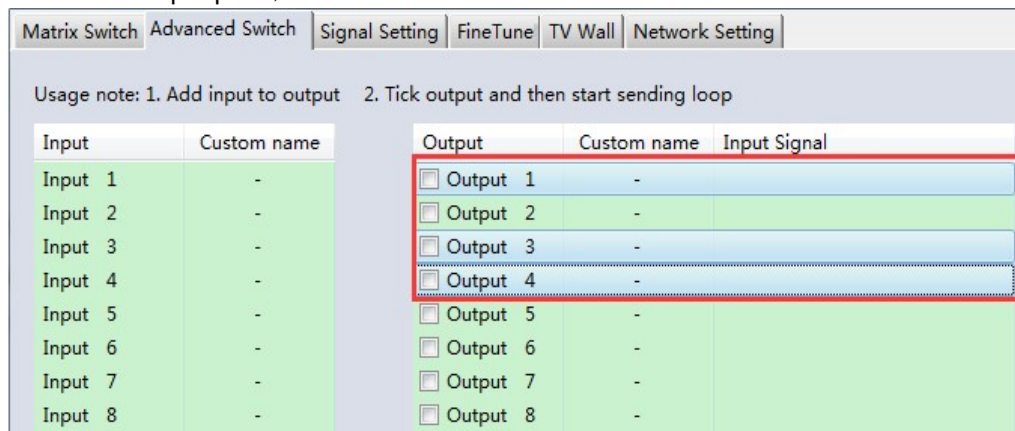 Matrix Switch Advanced Switch Signal Setting FineTune TV Wall Network Setting
Usage note: 1. Add input to output 2. Tick output and then start sending loop
Input Custom name Output Custom name Input Signal
Input 1 - Output 1 -
Input 2 - Output 2 -
Input 3 - Output 3 -
Input 4 - Output 4 -
Input 5 - Output 5 -
Input 6 - Output 6 -
Input 7 - Output 7 -
Input 8 - Output 8 -